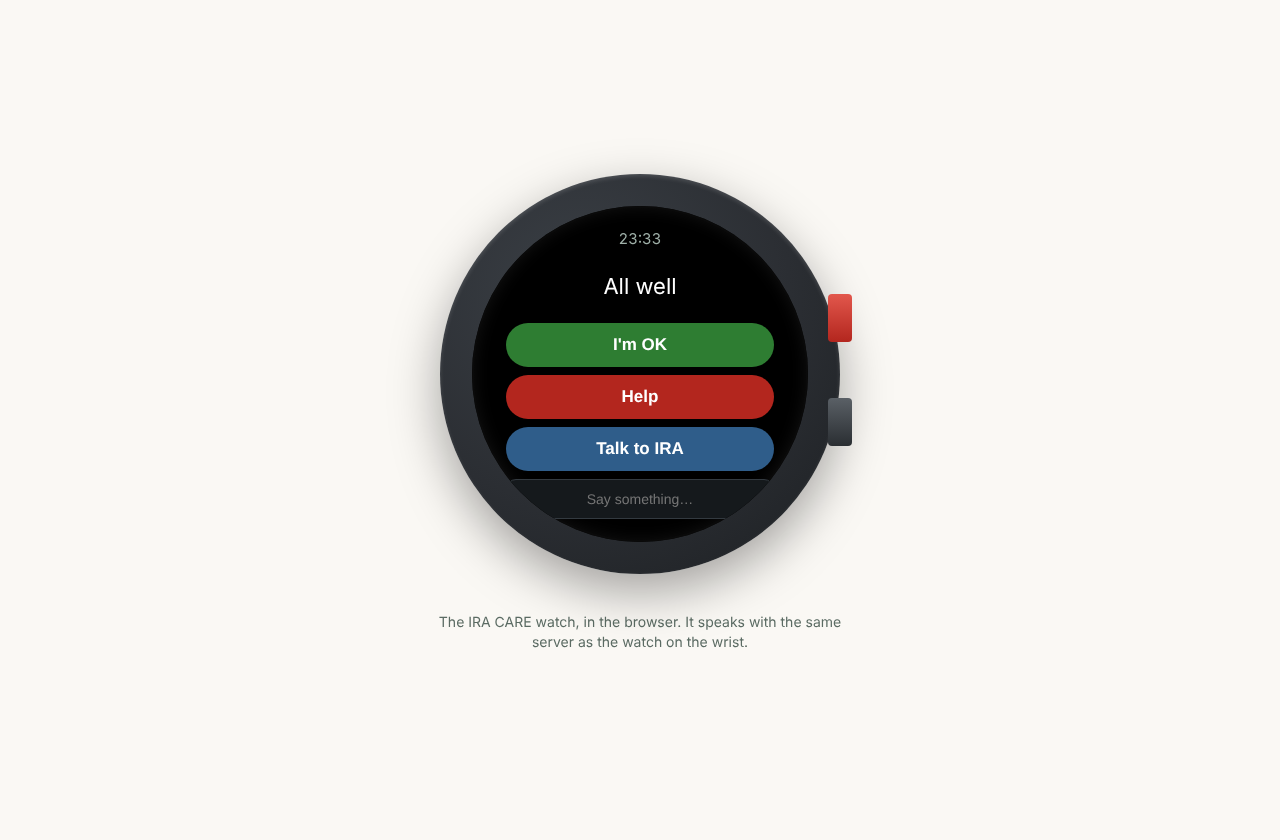 23:33
All well
I'm OK
Help
Talk to IRA
Say something…
The IRA CARE watch, in the browser. It speaks with the same
server as the watch on the wrist.